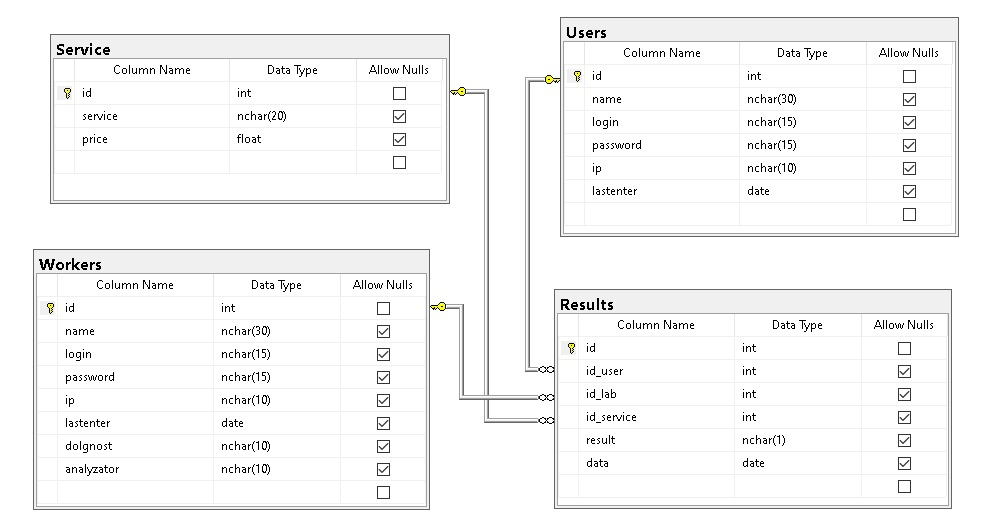 Service
Column Name Data Type Allow Nulls
id int
service nchar(20)
price float
Users
Column Name Data Type Allow Nulls
id int
name nchar(30)
login nchar(15)
password nchar(15)
ip nchar(10)
lastenter date
Workers
Column Name Data Type Allow Nulls
id int
name nchar(30)
login nchar(15)
password nchar(15)
ip nchar(10)
lastenter date
dolgnost nchar(10)
analyzator nchar(10)
Results
Column Name Data Type Allow Nulls
id int
id_user int
id_lab int
id_service int
result nchar(1)
data date